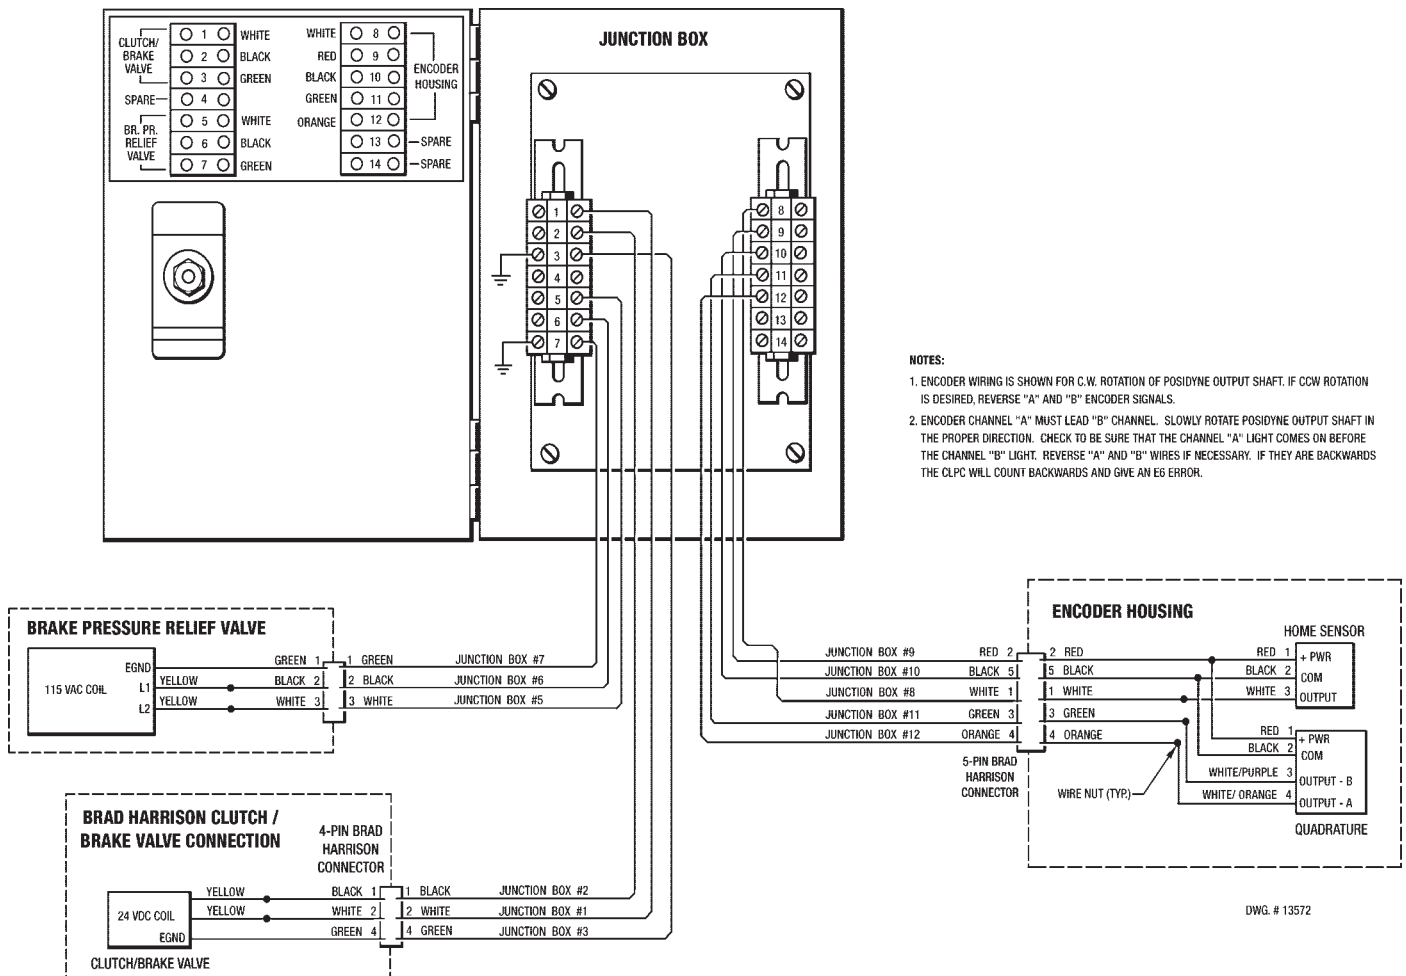 CLUTCH/
BRAKE
VALVE
1 WHITE
2 BLACK
3 GREEN
SPARE 4
BR. PR.
RELIEF
VALVE
5 WHITE
6 BLACK
7 GREEN
WHITE 8
RED 9
BLACK 10
GREEN 11
ORANGE 12
ENCODER
HOUSING
13 SPARE
14 SPARE
JUNCTION BOX
1
2
3
4
5
6
7
8
9
10
11
12
13
14
NOTES:
1. ENCODER WIRING IS SHOWN FOR C.W. ROTATION OF POSIDYNE OUTPUT SHAFT. IF CCW ROTATION
IS DESIRED, REVERSE "A" AND "B" ENCODER SIGNALS.
2. ENCODER CHANNEL "A" MUST LEAD "B" CHANNEL. SLOWLY ROTATE POSIDYNE OUTPUT SHAFT IN
THE PROPER DIRECTION. CHECK TO BE SURE THAT THE CHANNEL "A" LIGHT COMES ON BEFORE
THE CHANNEL "B" LIGHT. REVERSE "A" AND "B" WIRES IF NECESSARY. IF THEY ARE BACKWARDS
THE CLPC WILL COUNT BACKWARDS AND GIVE AN E6 ERROR.
BRAKE PRESSURE RELIEF VALVE
115 VAC COIL
EGND GREEN 1 1 GREEN JUNCTION BOX #7
L1 YELLOW BLACK 2 2 BLACK JUNCTION BOX #6
L2 YELLOW WHITE 3 3 WHITE JUNCTION BOX #5
BRAD HARRISON CLUTCH /
BRAKE VALVE CONNECTION
4-PIN BRAD
HARRISON
CONNECTOR
24 VDC COIL
EGND
YELLOW BLACK 1 1 BLACK JUNCTION BOX #2
YELLOW WHITE 2 2 WHITE JUNCTION BOX #1
GREEN 4 4 GREEN JUNCTION BOX #3
CLUTCH/BRAKE VALVE
ENCODER HOUSING
HOME SENSOR
JUNCTION BOX #9 RED 2 2 RED RED 1 + PWR
JUNCTION BOX #10 BLACK 5 5 BLACK BLACK 2 COM
JUNCTION BOX #8 WHITE 1 1 WHITE WHITE 3 OUTPUT
JUNCTION BOX #11 GREEN 3 3 GREEN
JUNCTION BOX #12 ORANGE 4 4 ORANGE
RED 1 + PWR
BLACK 2 COM
WHITE/PURPLE 3 OUTPUT - B
WHITE/ ORANGE 4 OUTPUT - A
QUADRATURE
5-PIN BRAD
HARRISON
CONNECTOR
WIRE NUT (TYP.)
DWG. # 13572